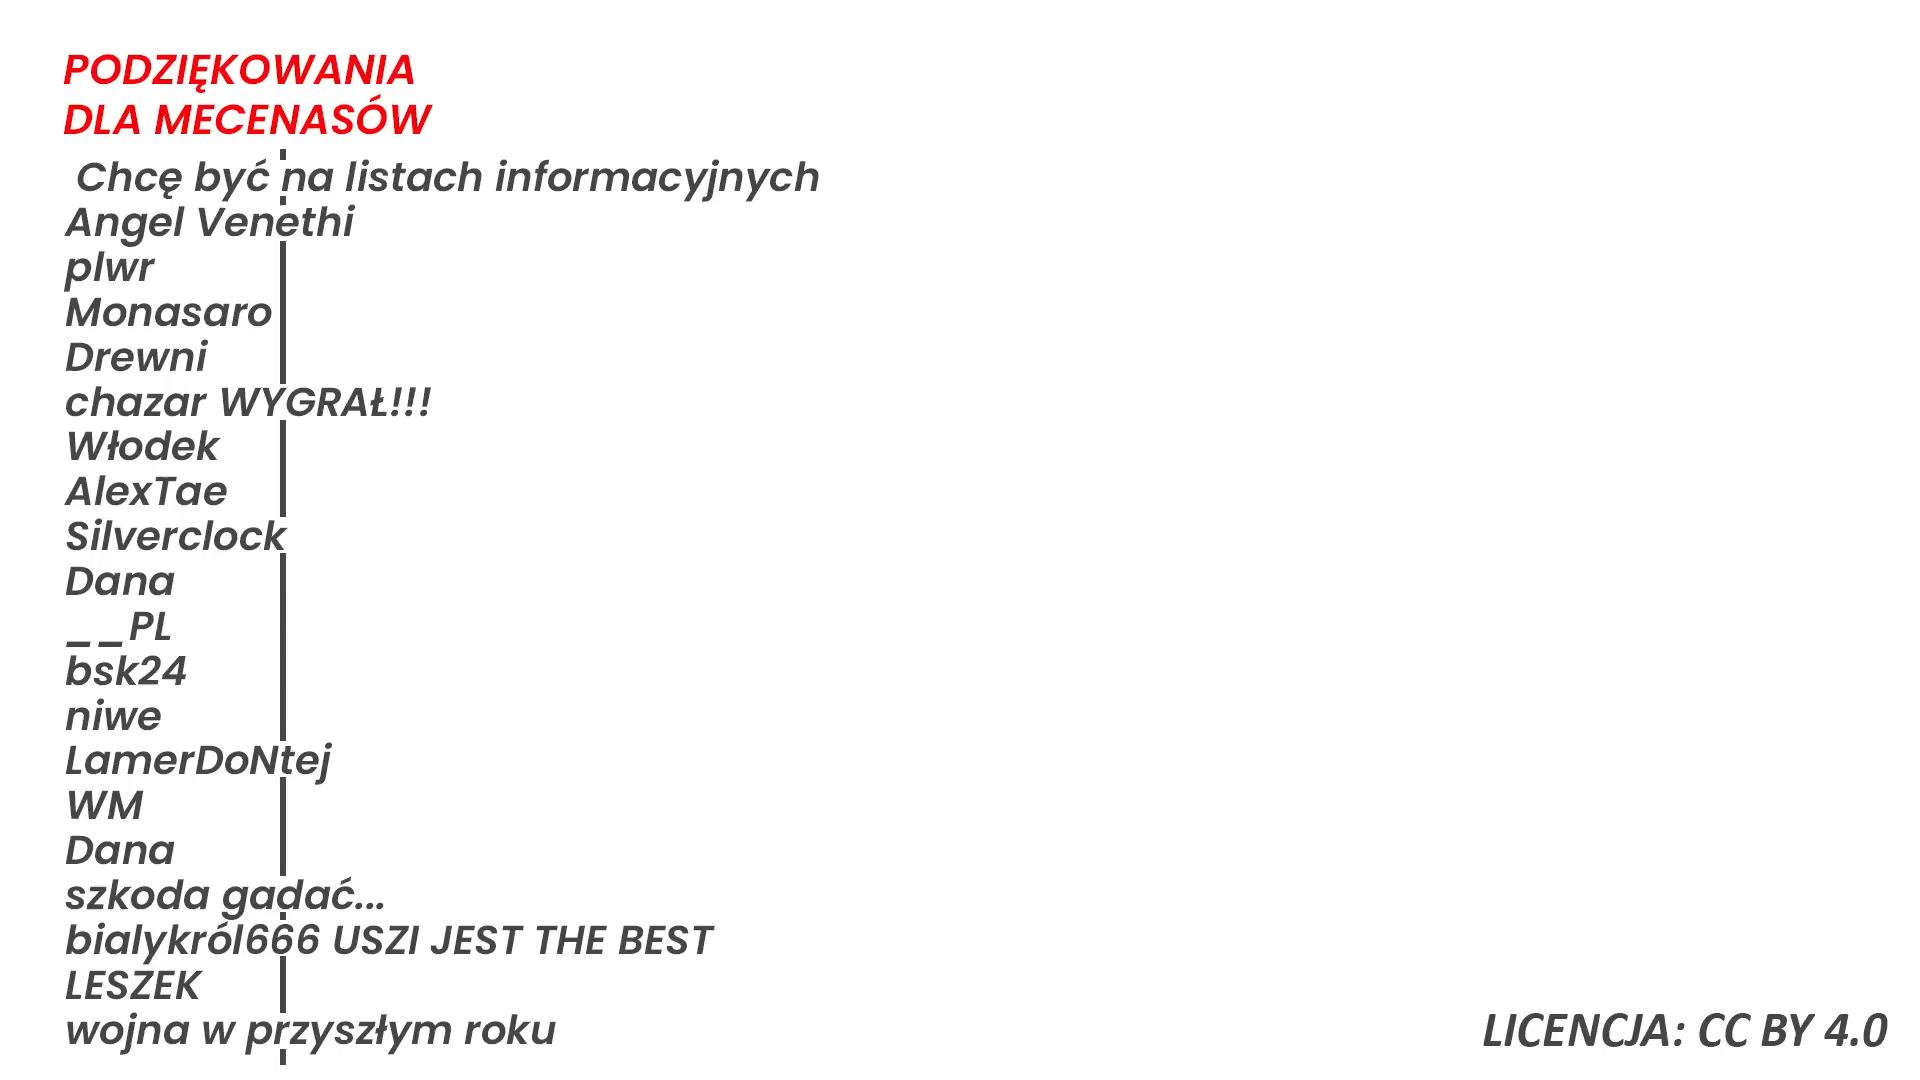 PODZIĘKOWANIA
DLA MECENASÓW
Chcę być na listach informacyjnych
Angel Venethi
plwr
Monasaro
Drewni
chazar WYGRAŁ!!!
Włodek
AlexTae
Silverclock
Dana
__PL
bsk24
niwe
LamerDoNtej
WM
Dana
szkoda gadać...
bialykról666 USZI JEST THE BEST
LESZEK
wojna w przyszłym roku
LICENCJA: CC BY 4.0